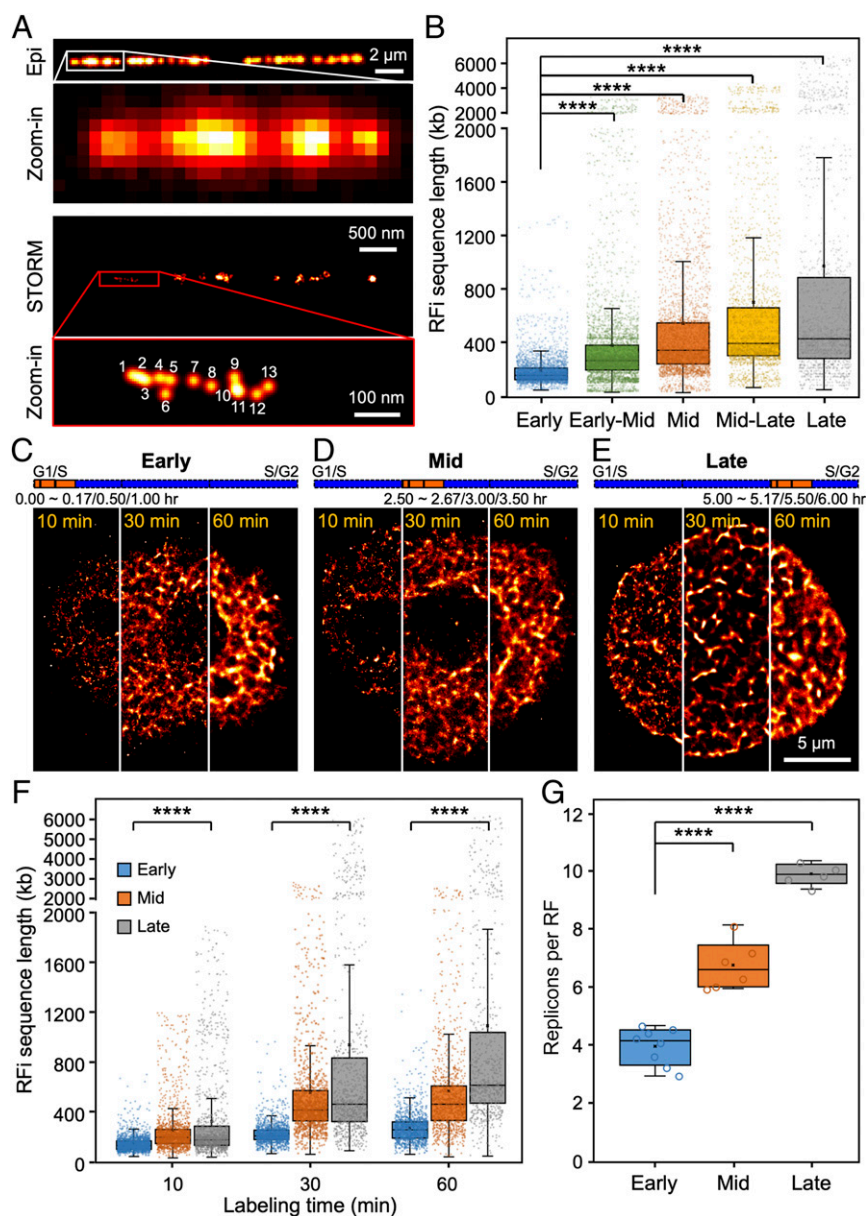 A
Epi
2 μm
Zoom-in
STORM
500 nm
Zoom-in
1 2 4 5 7 8 9 13
3 6 10 11 12
100 nm
B
RFi sequence length (kb)
6000
4000
2000
2000
1600
1200
800
400
0
****
****
****
****
Early Early-Mid Mid Mid-Late Late
C Early
G1/S S/G2
0.00 ~ 0.17/0.50/1.00 hr
10 min 30 min 60 min
D Mid
G1/S S/G2
2.50 ~ 2.67/3.00/3.50 hr
10 min 30 min 60 min
E Late
G1/S S/G2
5.00 ~ 5.17/5.50/6.00 hr
10 min 30 min 60 min
5 μm
F
RFi sequence length (kb)
6000
5000
4000
3000
2000
2000
1600
1200
800
400
0
**** **** ****
Early
Mid
Late
10 30 60
Labeling time (min)
G
Replicons per RF
12
10
8
6
4
2
0
****
****
Early Mid Late